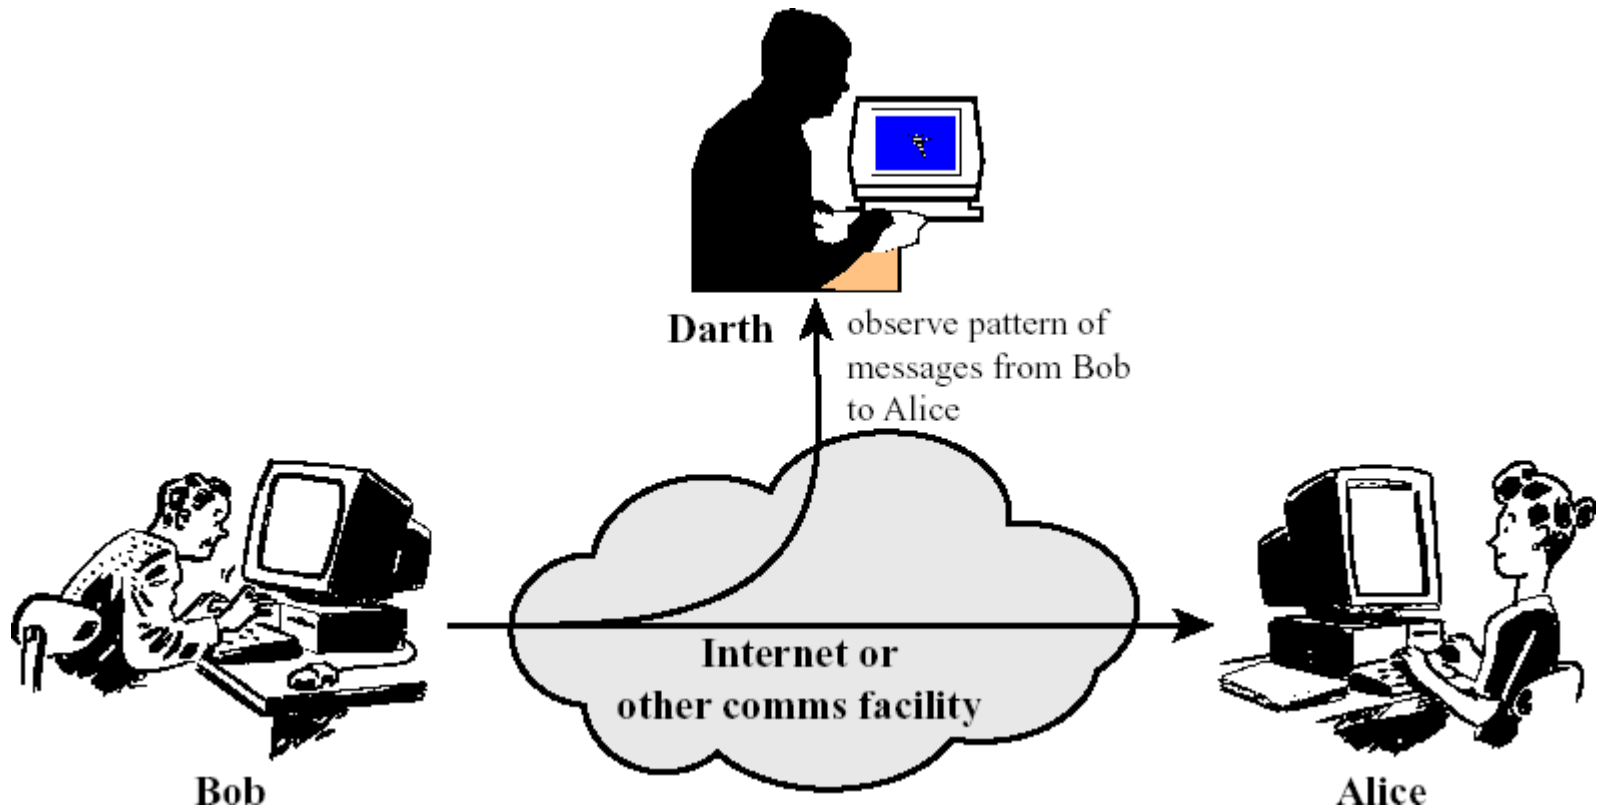 Darth
observe pattern of
messages from Bob
to Alice
Internet or
other comms facility
Bob
Alice